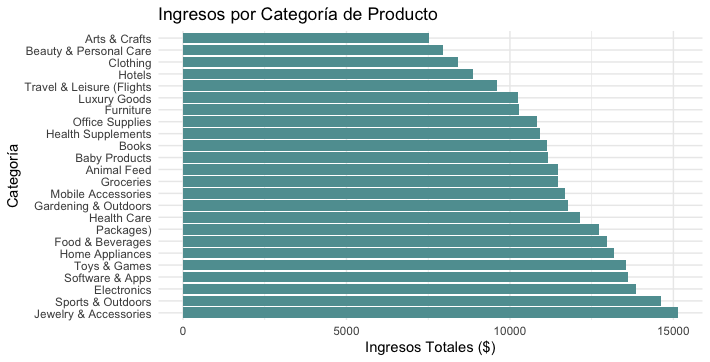 Ingresos por Categoría de Producto
Categoría
Arts & Crafts
Beauty & Personal Care
Clothing
Hotels
Travel & Leisure (Flights
Luxury Goods
Furniture
Office Supplies
Health Supplements
Books
Baby Products
Animal Feed
Groceries
Mobile Accessories
Gardening & Outdoors
Health Care
Packages)
Food & Beverages
Home Appliances
Toys & Games
Software & Apps
Electronics
Sports & Outdoors
Jewelry & Accessories
0 5000 10000 15000
Ingresos Totales ($)